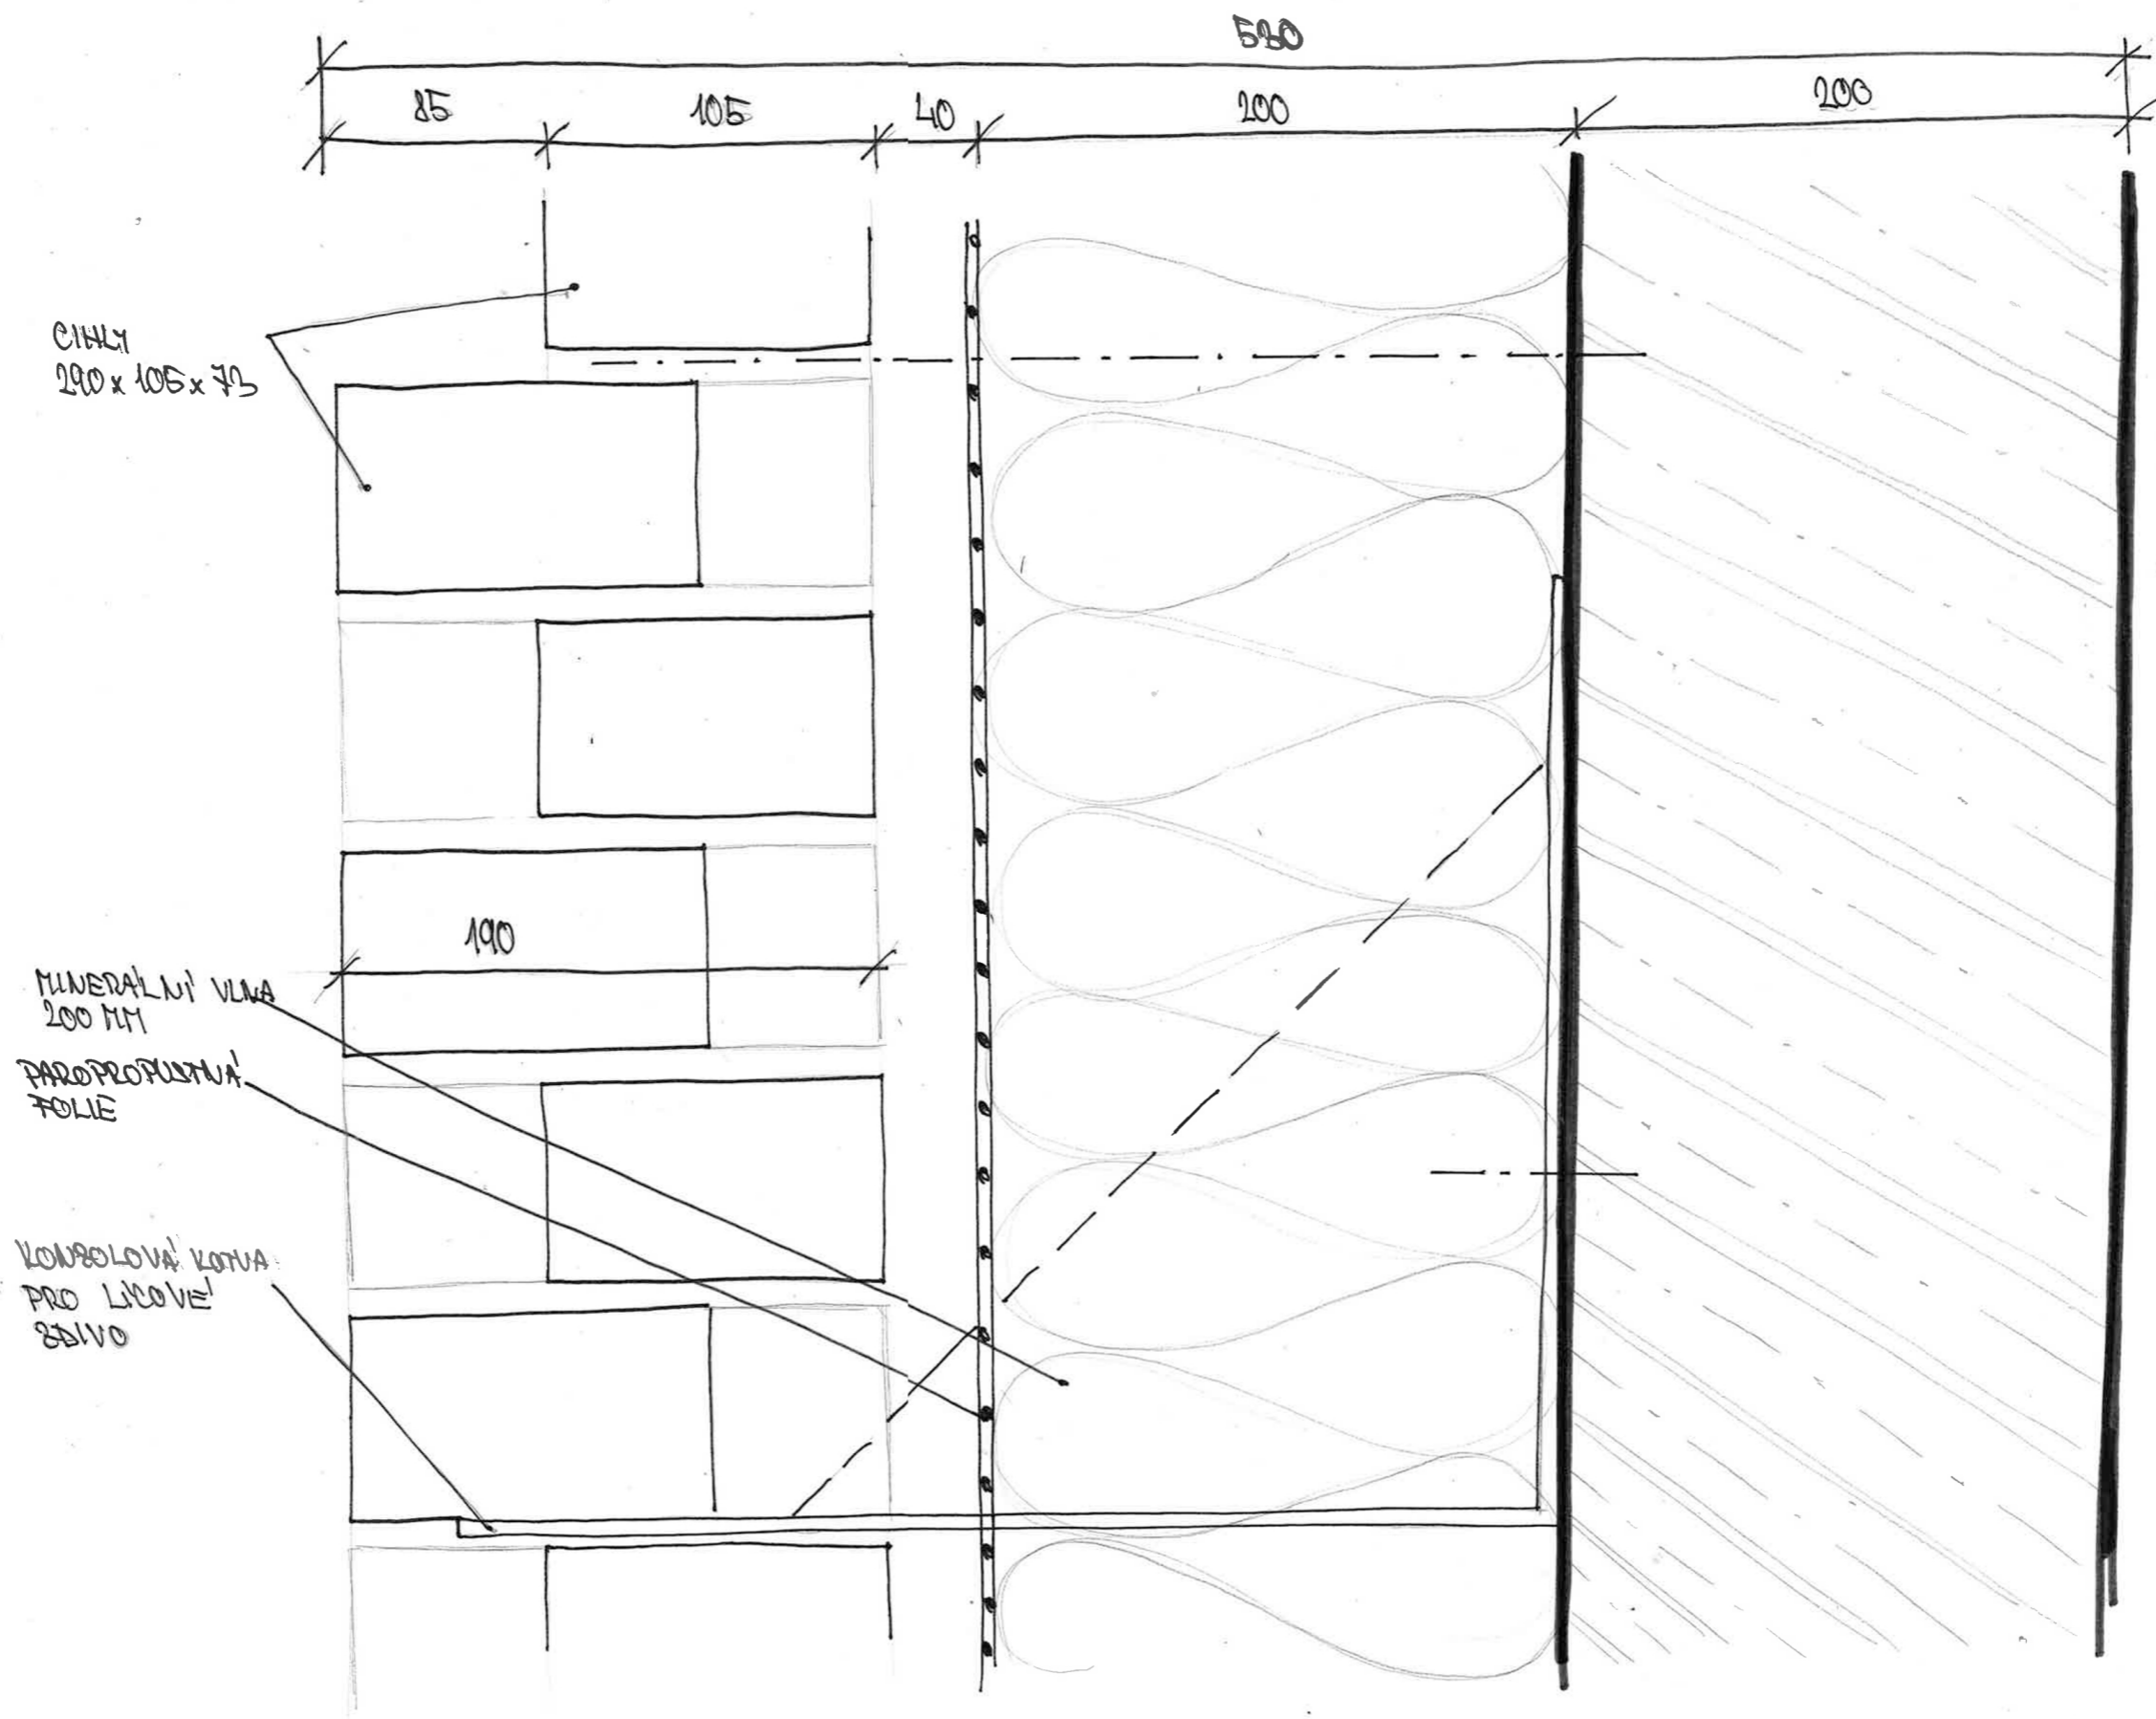 530
85 105 40 200 200
CIHLY
290 x 105 x 73
190
MINERÁLNÍ VLNA
200 MM
PAROPROPUSTNÁ
FOLIE
KONZOLOVÁ KOTVA
PRO LÍCOVÉ
ZDIVO